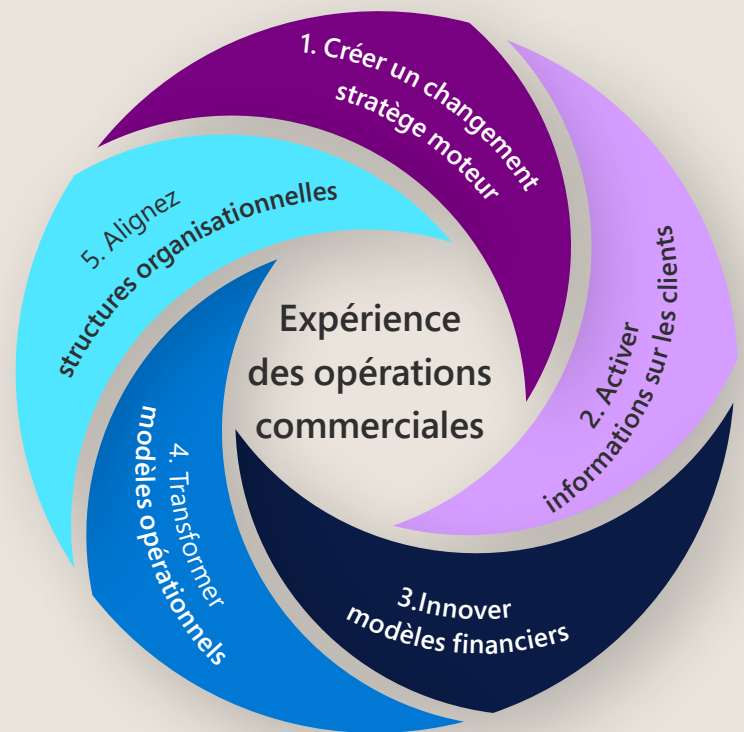 1. Créer un changement
stratège moteur
2. Activer
informations sur les clients
3.Innover
modèles financiers
4. Transformer
modèles opérationnels
5. Alignez
structures organisationnelles
Expérience
des opérations
commerciales